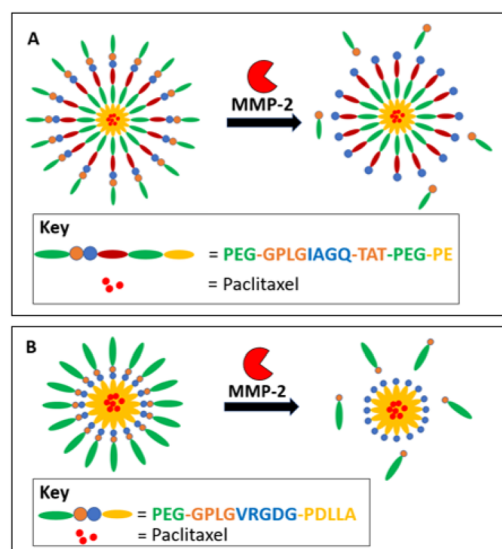 A
MMP-2
Key
= PEG-GPLGIAGQ-TAT-PEG-PE
= Paclitaxel
B
MMP-2
Key
= PEG-GPLGVRGDG-PDLLA
= Paclitaxel